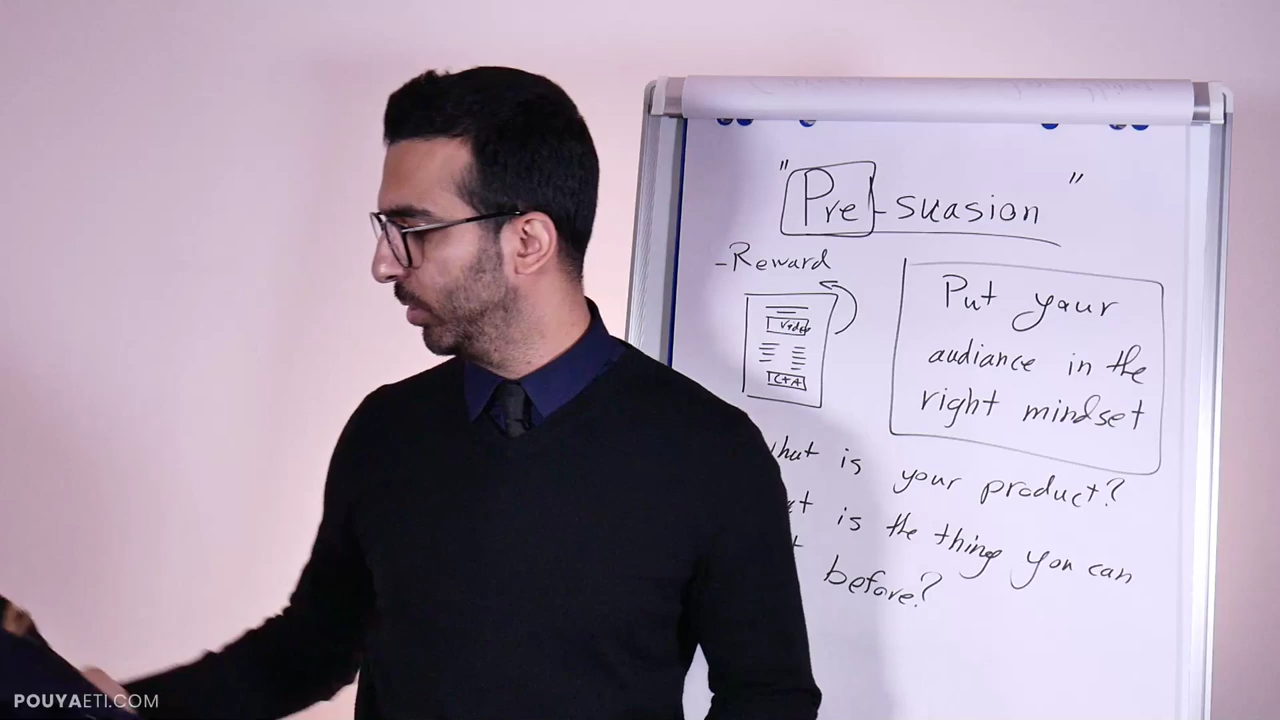 "Pre-suasion"
-Reward
Video
CTA
Put your
audiance in the
right mindset
is your product?
is the thing you can
before?
POUYAETI.COM